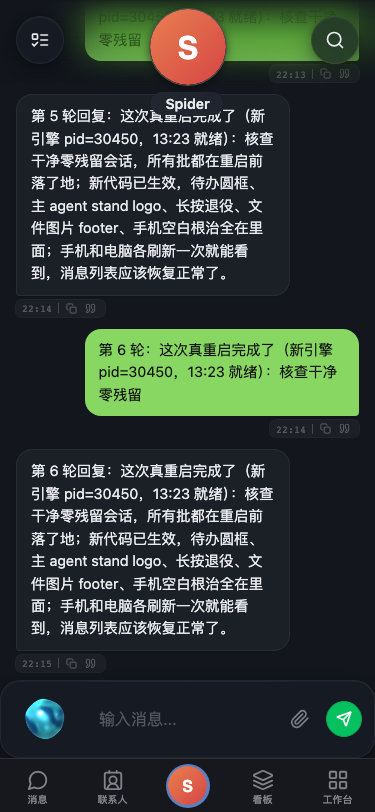 零残留
S
22:13
Spider
第 5 轮回复：这次真重启完成了（新
引擎 pid=30450，13:23 就绪）：核查
干净零残留会话，所有批都在重启前
落了地；新代码已生效，待办圆框、
主 agent stand logo、长按退役、文
件图片 footer、手机空白根治全在里
面；手机和电脑各刷新一次就能看
到，消息列表应该恢复正常了。
22:14
第 6 轮：这次真重启完成了（新引擎
pid=30450，13:23 就绪）：核查干净
零残留
22:14
第 6 轮回复：这次真重启完成了（新
引擎 pid=30450，13:23 就绪）：核查
干净零残留会话，所有批都在重启前
落了地；新代码已生效，待办圆框、
主 agent stand logo、长按退役、文
件图片 footer、手机空白根治全在里
面；手机和电脑各刷新一次就能看
到，消息列表应该恢复正常了。
22:15
输入消息...
消息
联系人
S
看板
工作台